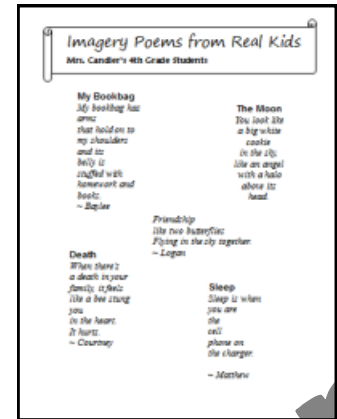 Imagery Poems from Real Kids
Mrs. Candler's 4th Grade Students
My Bookbag
My bookbag has
arms
that hold on to
my shoulders
and its
belly is
stuffed with
homework and
books.
~ Baylee
The Moon
You look like
a big white
cookie
in the sky,
like an angel
with a halo
above its
head.
Friendship
like two butterflies
Flying in the sky together.
~ Logan
Death
When there's
a death in your
family, it feels
like a bee stung
you
in the heart.
It hurts.
~ Courtney
Sleep
Sleep is when
you are
the
cell
phone on
the charger.
~ Matthew